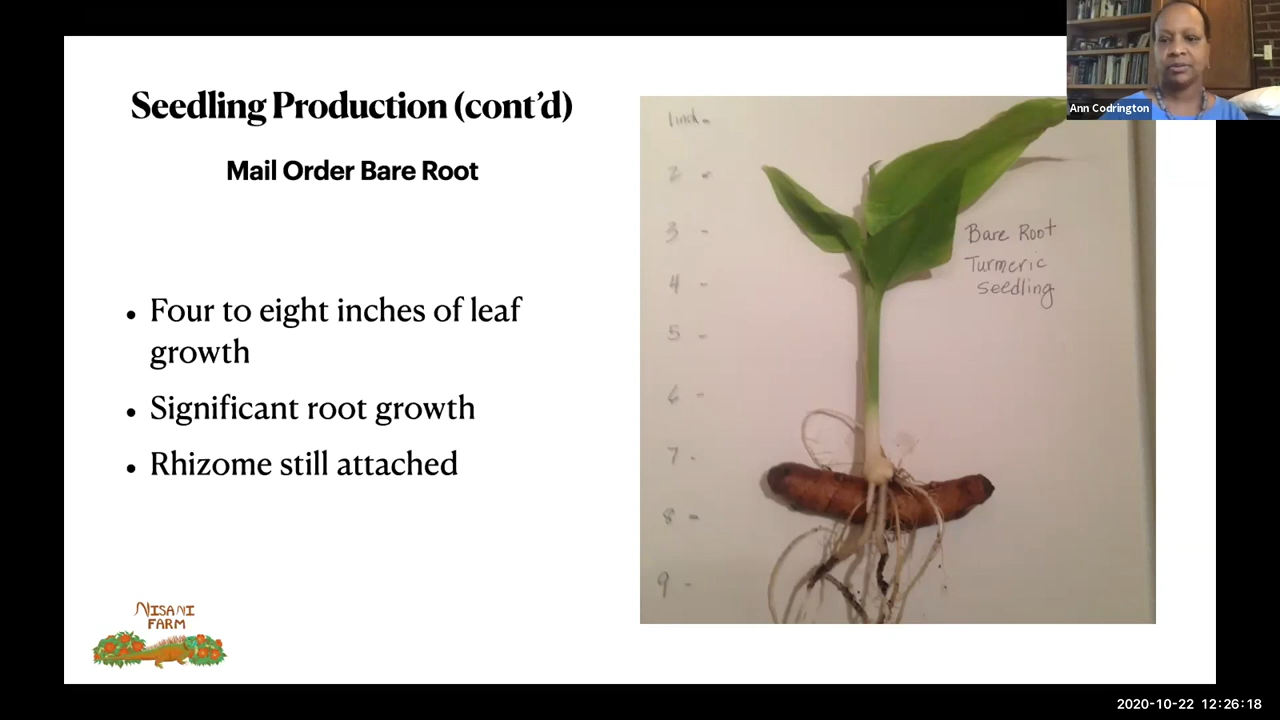 Ann Codrington
Seedling Production (cont'd)
Mail Order Bare Root
• Four to eight inches of leaf
growth
• Significant root growth
• Rhizome still attached
1 inch -
2 -
3 -
4 -
5 -
6 -
7 -
8 -
9 -
Bare Root
Turmeric
Seedling
NISANI
FARM
2020-10-22 12:26:18